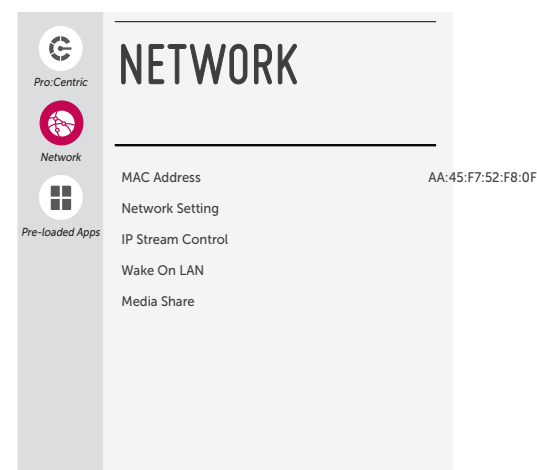 Pro:Centric
Network
Pre-loaded Apps
NETWORK
MAC Address AA:45:F7:52:F8:0F
Network Setting
IP Stream Control
Wake On LAN
Media Share